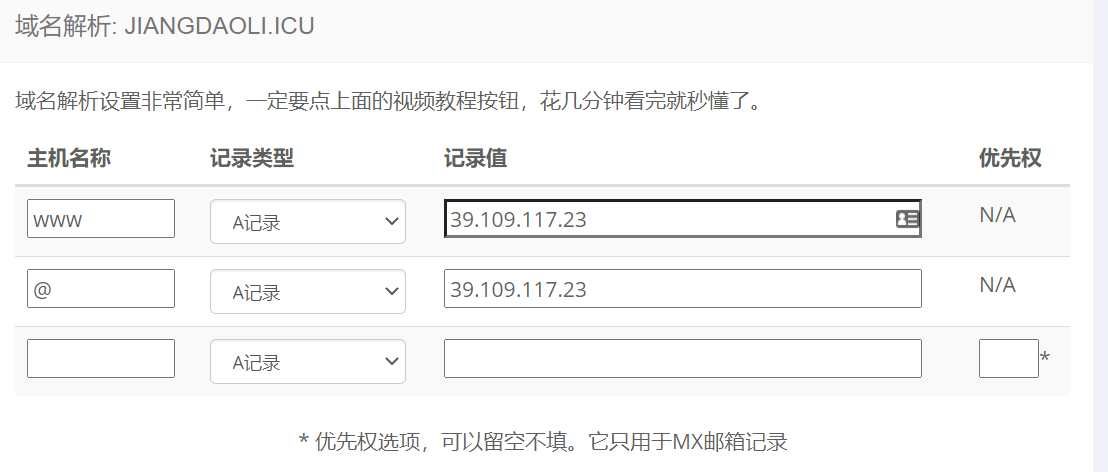 域名解析: JIANGDAOLI.ICU
域名解析设置非常简单，一定要点上面的视频教程按钮，花几分钟看完就秒懂了。
主机名称 记录类型 记录值 优先权
www A记录 39.109.117.23 N/A
@ A记录 39.109.117.23 N/A
A记录 *
* 优先权选项，可以留空不填。它只用于MX邮箱记录